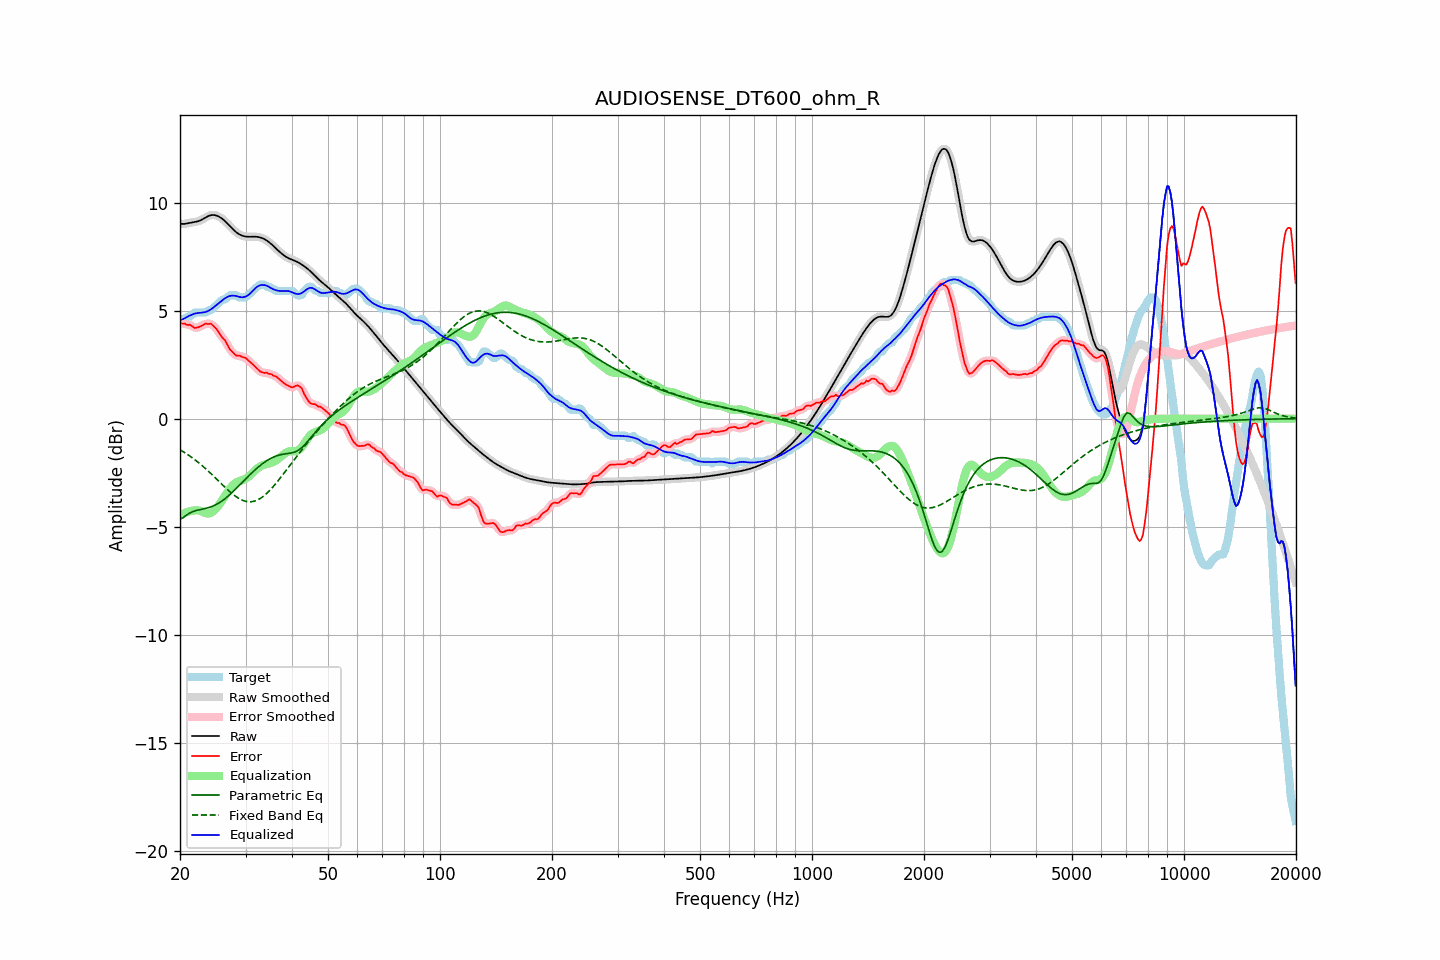 AUDIOSENSE_DT600_ohm_R
10
5
0
−5
−10
−15
−20
Amplitude (dBr)
Target
Raw Smoothed
Error Smoothed
Raw
Error
Equalization
Parametric Eq
Fixed Band Eq
Equalized
20 50 100 200 500 1000 2000 5000 10000 20000
Frequency (Hz)